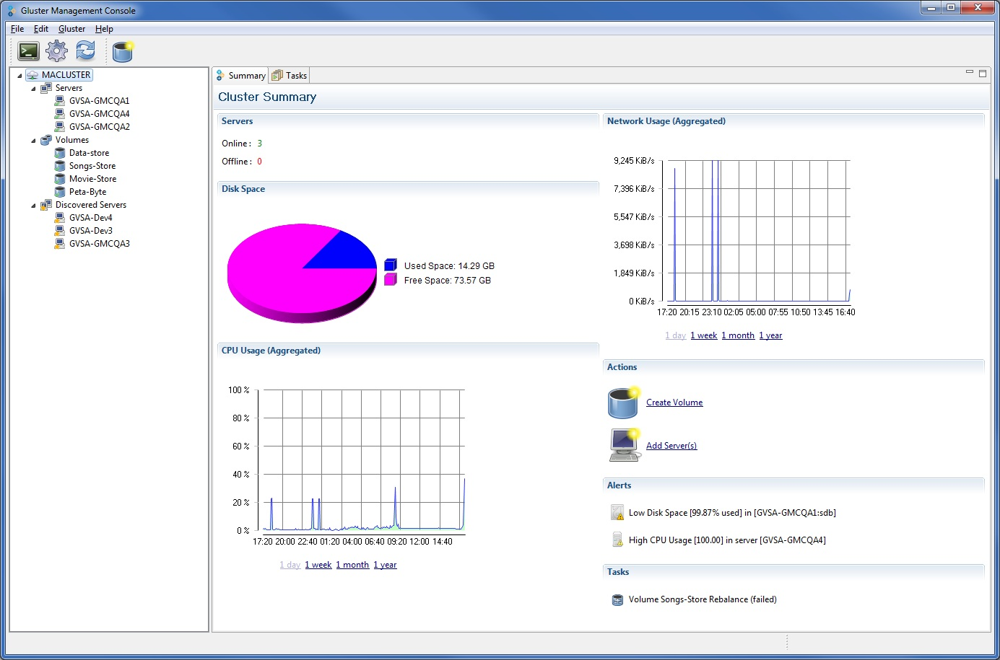 Gluster Management Console
File Edit Gluster Help
MACLUSTER
Servers
GVSA-GMCQA1
GVSA-GMCQA4
GVSA-GMCQA2
Volumes
Data-store
Songs-Store
Movie-Store
Peta-Byte
Discovered Servers
GVSA-Dev4
GVSA-Dev3
GVSA-GMCQA3
Summary Tasks
Cluster Summary
Servers
Online : 3
Offline : 0
Disk Space
Used Space: 14.29 GB
Free Space: 73.57 GB
CPU Usage (Aggregated)
100 %
80 %
60 %
40 %
20 %
0 %
17:20 20:00 22:40 01:20 04:00 06:40 09:20 12:00 14:40
1 day 1 week 1 month 1 year
Network Usage (Aggregated)
9,245 KiB/s
7,396 KiB/s
5,547 KiB/s
3,698 KiB/s
1,849 KiB/s
0 KiB/s
17:20 20:15 23:10 02:05 05:00 07:55 10:50 13:45 16:40
1 day 1 week 1 month 1 year
Actions
Create Volume
Add Server(s)
Alerts
Low Disk Space [99.87% used] in [GVSA-GMCQA1:sdb]
High CPU Usage [100.00] in server [GVSA-GMCQA4]
Tasks
Volume Songs-Store Rebalance (failed)